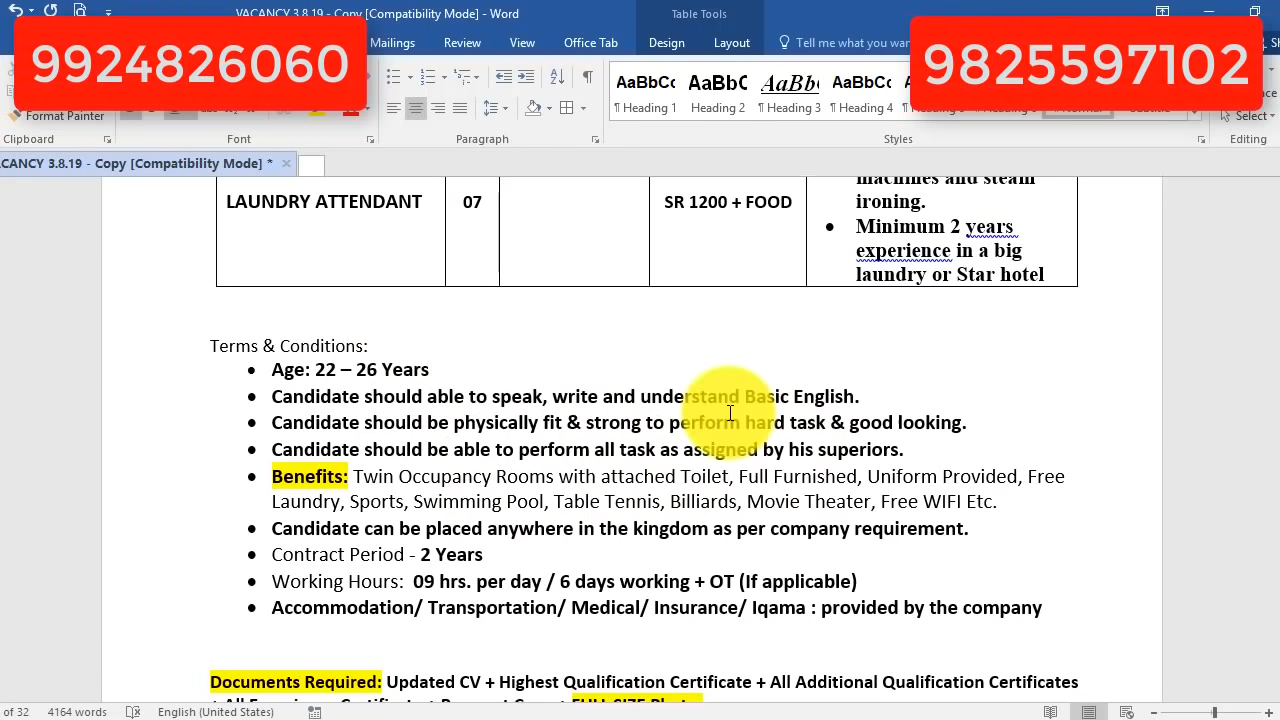 VACANCY 3.8.19 - Copy [Compatibility Mode] - Word
Table Tools
9924826060
9825597102
Mailings Review View Office Tab Design Layout Tell me what you want
AaBbCc AaBbC AaBbCc AaBbCc
¶ Heading 1 ¶ Heading 2 ¶ Heading 3 ¶ Heading 4
Format Painter
Select
Clipboard Font Paragraph Styles Editing
CANCY 3.8.19 - Copy [Compatibility Mode] *
machines and steam
LAUNDRY ATTENDANT 07 SR 1200 + FOOD ironing.
• Minimum 2 years
experience in a big
laundry or Star hotel
Terms & Conditions:
• Age: 22 – 26 Years
• Candidate should able to speak, write and understand Basic English.
• Candidate should be physically fit & strong to perform hard task & good looking.
• Candidate should be able to perform all task as assigned by his superiors.
• Benefits: Twin Occupancy Rooms with attached Toilet, Full Furnished, Uniform Provided, Free
Laundry, Sports, Swimming Pool, Table Tennis, Billiards, Movie Theater, Free WIFI Etc.
• Candidate can be placed anywhere in the kingdom as per company requirement.
• Contract Period - 2 Years
• Working Hours: 09 hrs. per day / 6 days working + OT (If applicable)
• Accommodation/ Transportation/ Medical/ Insurance/ Iqama : provided by the company
Documents Required: Updated CV + Highest Qualification Certificate + All Additional Qualification Certificates
of 32 4164 words English (United States)